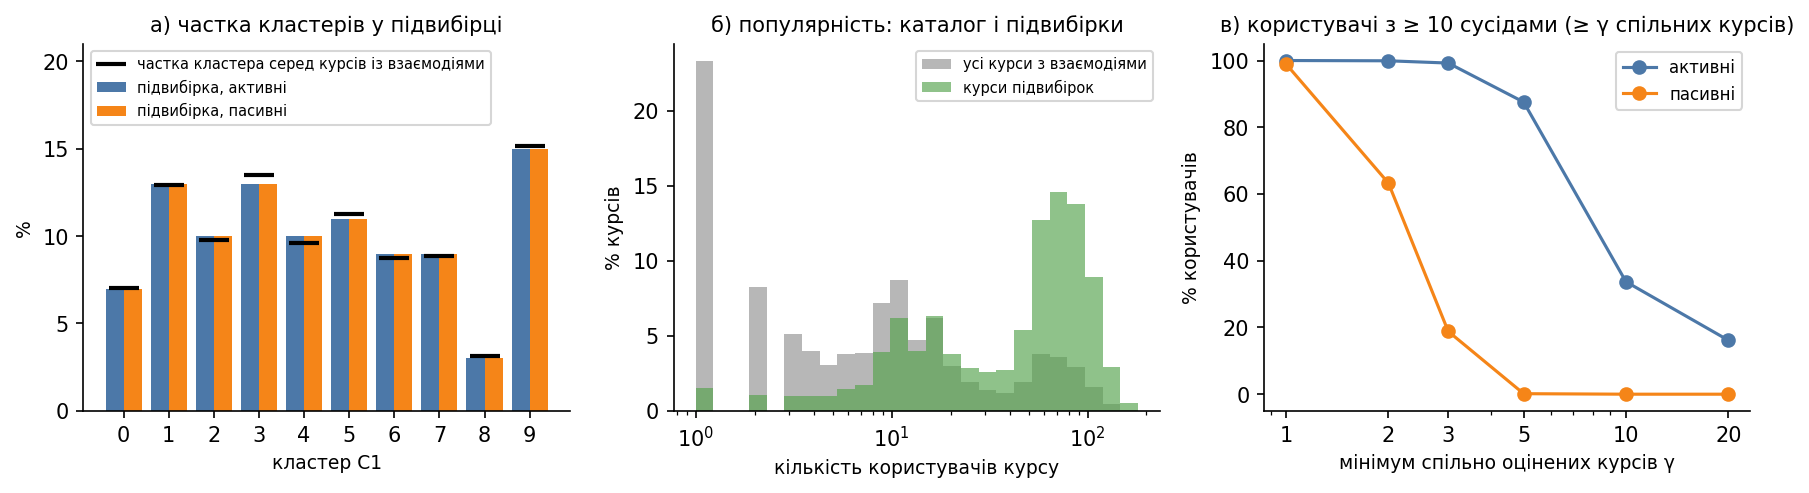 а) частка кластерів у підвибірці
%
20
15
10
5
0
частка кластера серед курсів із взаємодіями
підвибірка, активні
підвибірка, пасивні
0 1 2 3 4 5 6 7 8 9
кластер C1
б) популярність: каталог і підвибірки
% курсів
20
15
10
5
0
усі курси з взаємодіями
курси підвибірок
10⁰ 10¹ 10²
кількість користувачів курсу
в) користувачі з ≥ 10 сусідами (≥ γ спільних курсів)
% користувачів
100
80
60
40
20
0
активні
пасивні
1 2 3 5 10 20
мінімум спільно оцінених курсів γ